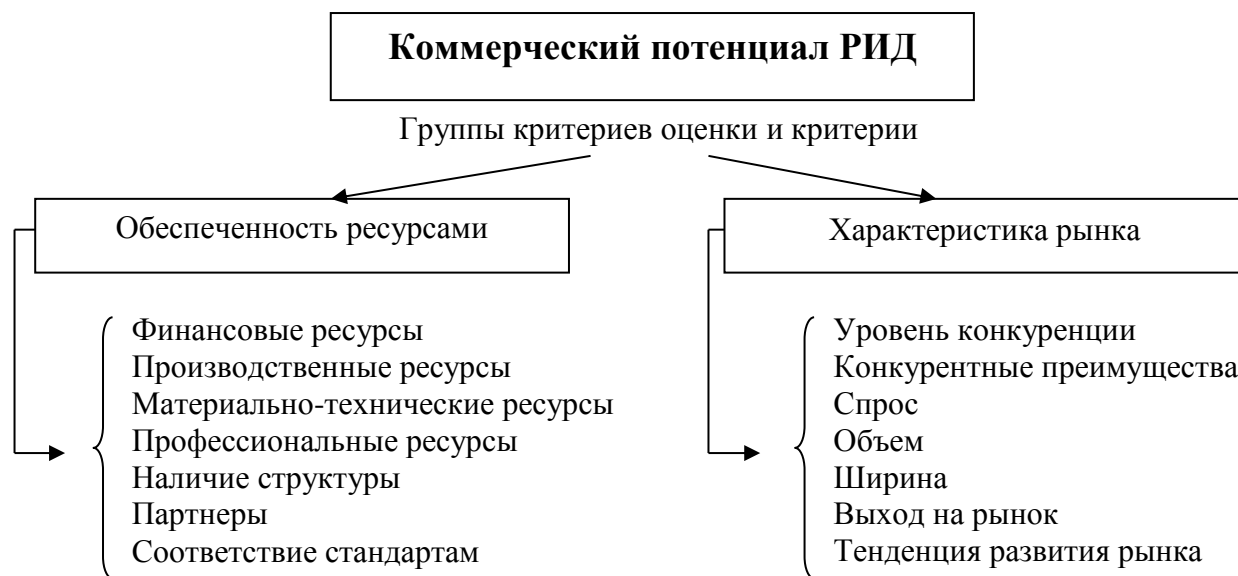 Коммерческий потенциал РИД
Группы критериев оценки и критерии
Обеспеченность ресурсами
Финансовые ресурсы
Производственные ресурсы
Материально-технические ресурсы
Профессиональные ресурсы
Наличие структуры
Партнеры
Соответствие стандартам
Характеристика рынка
Уровень конкуренции
Конкурентные преимущества
Спрос
Объем
Ширина
Выход на рынок
Тенденция развития рынка